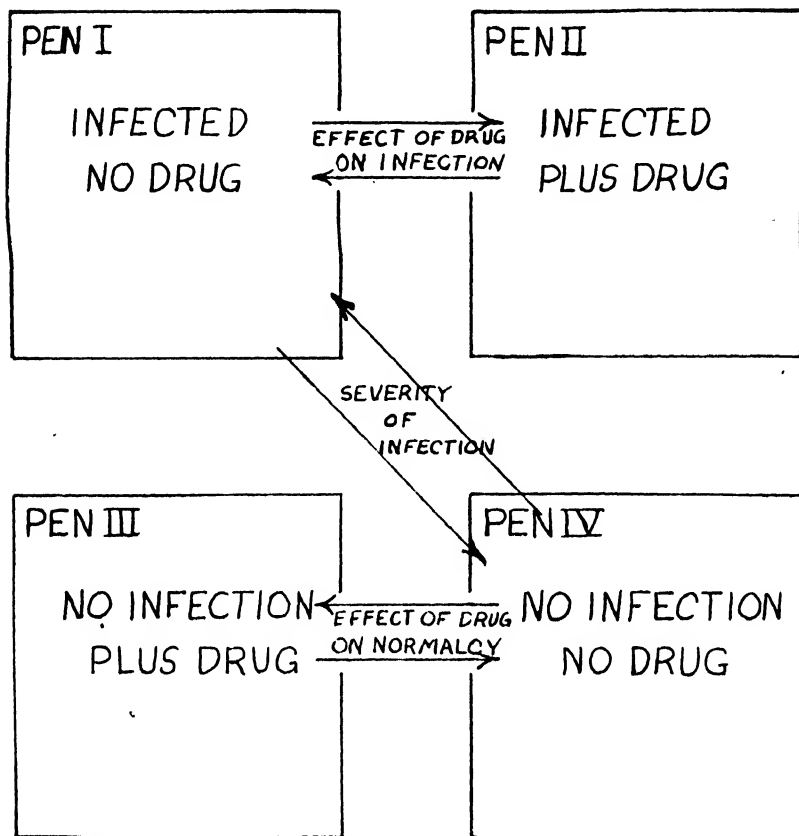 PEN I
INFECTED
NO DRUG
EFFECT OF DRUG
ON INFECTION
PEN II
INFECTED
PLUS DRUG
SEVERITY
OF
INFECTION
PEN III
NO INFECTION
PLUS DRUG
EFFECT OF DRUG
ON NORMALCY
PEN IV
NO INFECTION
NO DRUG